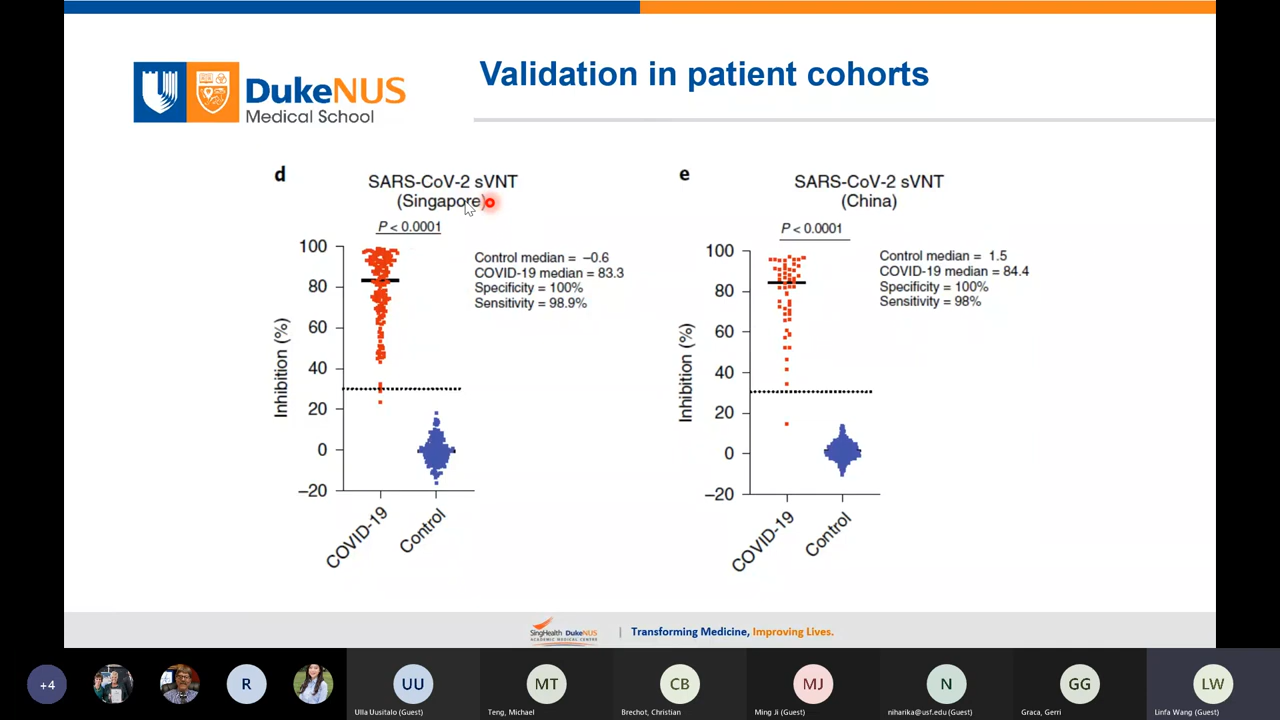 DukeNUS
Medical School
Validation in patient cohorts
d
SARS-CoV-2 sVNT
(Singapore)
P < 0.0001
Control median = –0.6
COVID-19 median = 83.3
Specificity = 100%
Sensitivity = 98.9%
Inhibition (%)
100
80
60
40
20
0
–20
COVID-19
Control
e
SARS-CoV-2 sVNT
(China)
P < 0.0001
Control median = 1.5
COVID-19 median = 84.4
Specificity = 100%
Sensitivity = 98%
Inhibition (%)
100
80
60
40
20
0
–20
COVID-19
Control
SingHealth DukeNUS
ACADEMIC MEDICAL CENTRE
Transforming Medicine, Improving Lives.
+4
R
UU
Ulla Uusitalo (Guest)
MT
Teng, Michael
CB
Brechot, Christian
MJ
Ming Ji (Guest)
N
niharika@usf.edu (Guest)
GG
Graca, Gerri
LW
Linfa Wang (Guest)